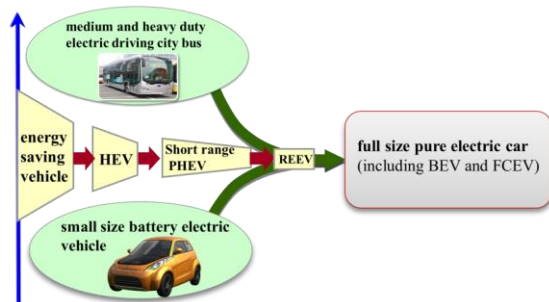 medium and heavy duty
electric driving city bus
energy
saving
vehicle
HEV
Short range
PHEV
REEV
full size pure electric car
(including BEV and FCEV)
small size battery electric
vehicle